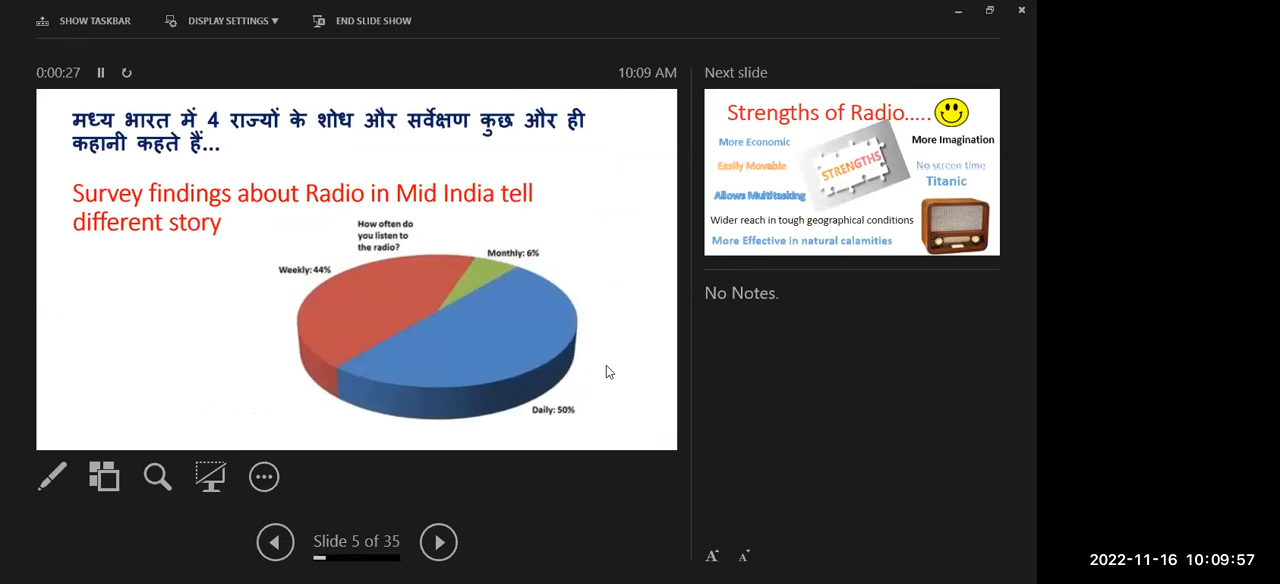 SHOW TASKBAR
DISPLAY SETTINGS ▼
END SLIDE SHOW
0:00:27
10:09 AM
मध्य भारत में 4 राज्यों के शोध और सर्वेक्षण कुछ और ही
कहानी कहते हैं...
Survey findings about Radio in Mid India tell
different story
How often do
you listen to
the radio?
Monthly: 6%
Weekly: 44%
Daily: 50%
Slide 5 of 35
Next slide
Strengths of Radio.....
More Economic
More Imagination
Easily Movable
STRENGTHS
No screen time
Titanic
Allows Multitasking
Wider reach in tough geographical conditions
More Effective in natural calamities
No Notes.
A A
2022-11-16 10:09:57